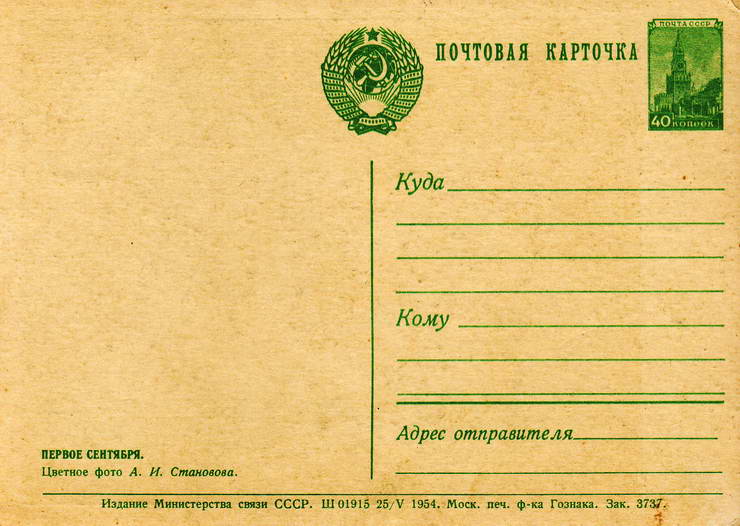 ПОЧТОВАЯ КАРТОЧКА
ПОЧТА СССР
40 КОПЕЕК
Куда
Кому
Адрес отправителя
ПЕРВОЕ СЕНТЯБРЯ.
Цветное фото А. И. Становова.
Издание Министерства связи СССР. Ш 01915 25/V 1954. Моск. печ. ф-ка Гознака. Зак. 3737.